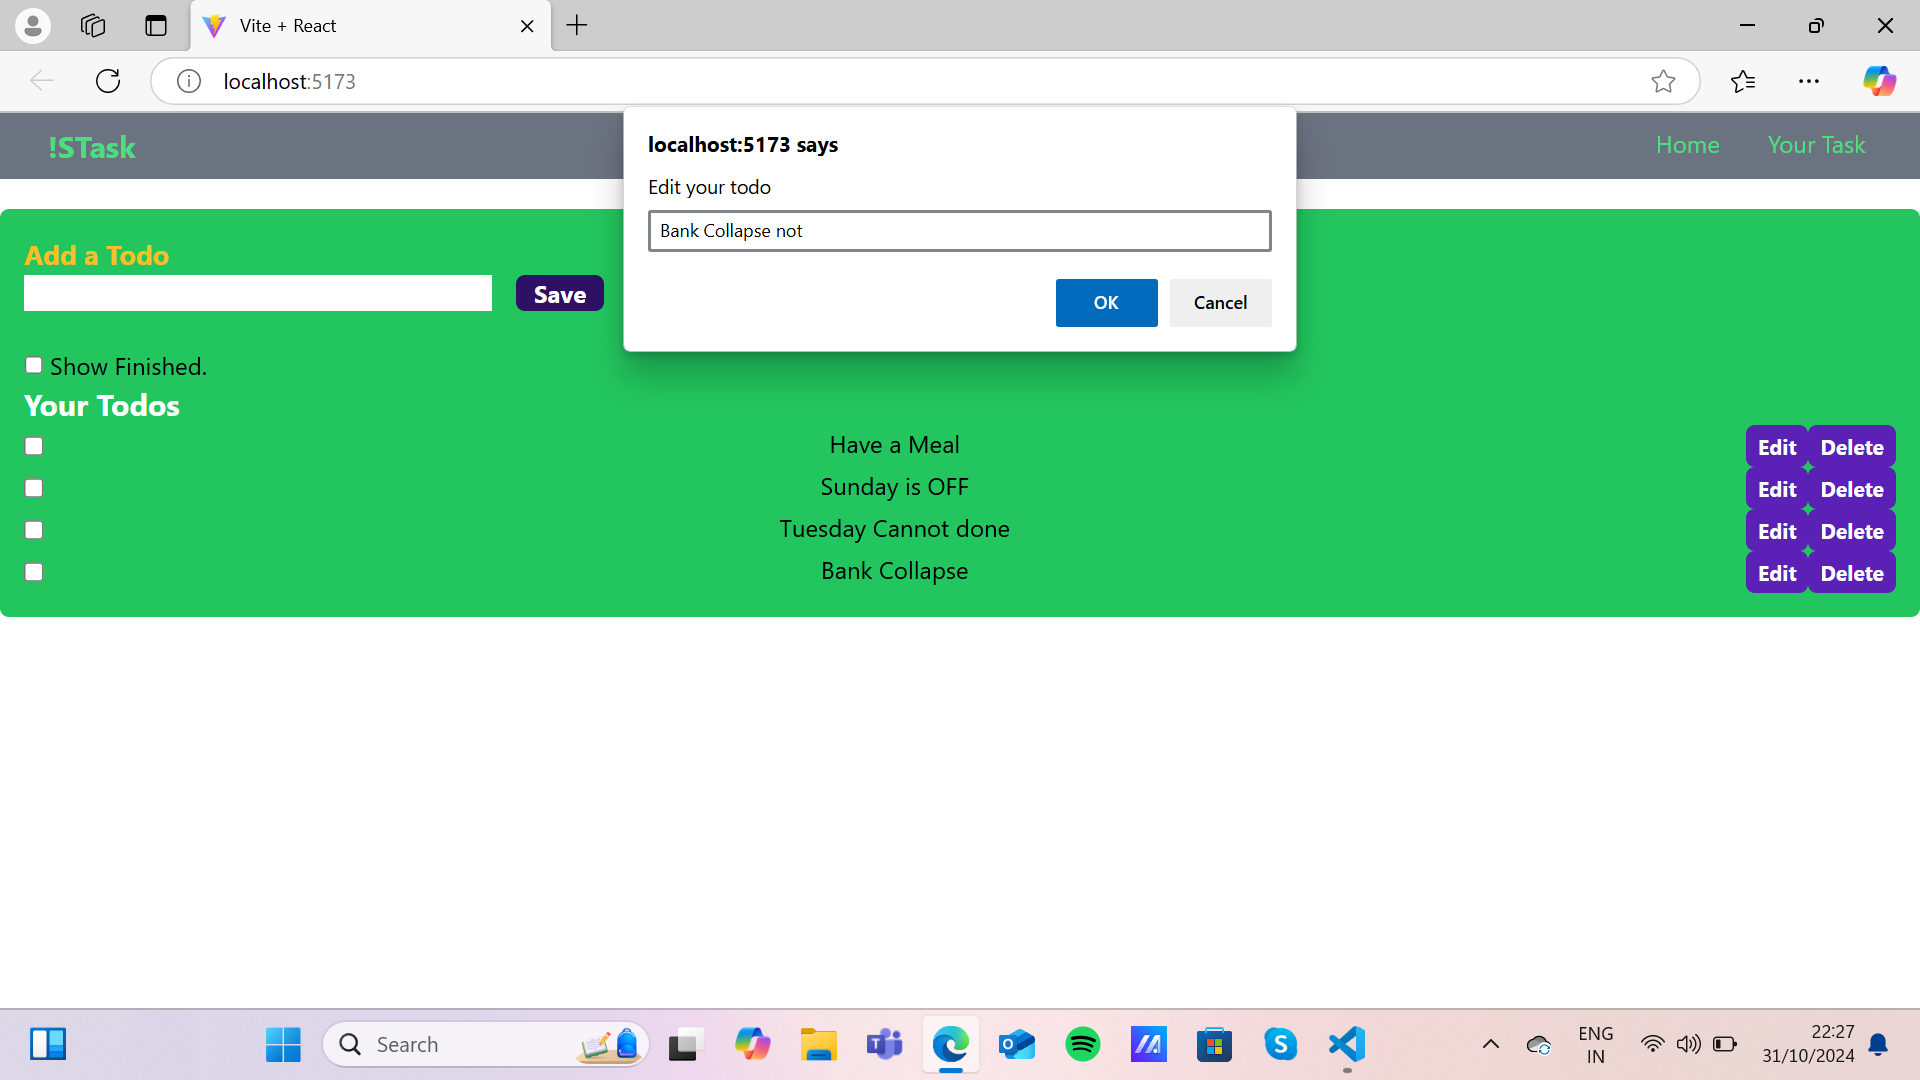 Vite + React
localhost:5173
!STask
Home
Your Task
localhost:5173 says
Edit your todo
Bank Collapse not
OK
Cancel
Add a Todo
Save
Show Finished.
Your Todos
Have a Meal
Edit
Delete
Sunday is OFF
Edit
Delete
Tuesday Cannot done
Edit
Delete
Bank Collapse
Edit
Delete
Search
ENG
IN
22:27
31/10/2024